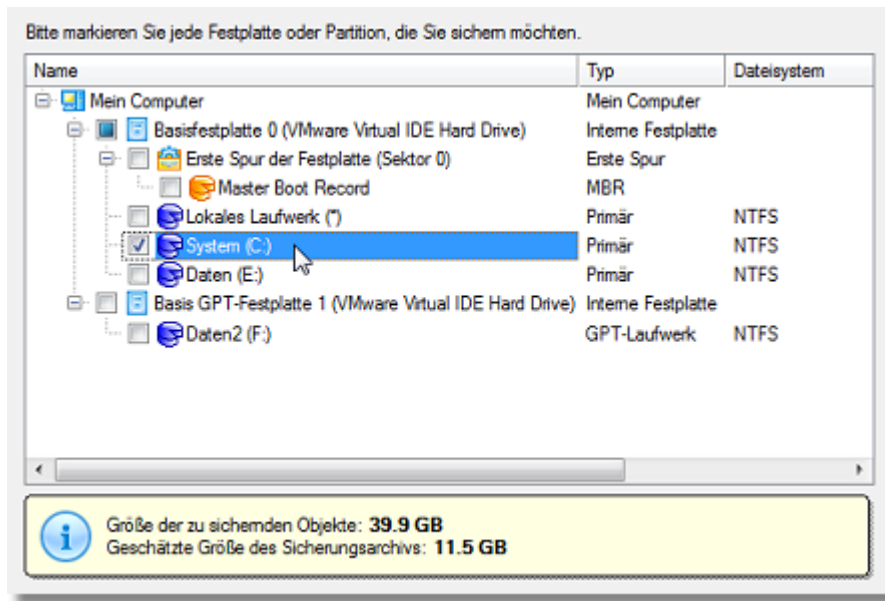 Bitte markieren Sie jede Festplatte oder Partition, die Sie sichern möchten.
Name Typ Dateisystem
Mein Computer Mein Computer
Basisfestplatte 0 (VMware Virtual IDE Hard Drive) Interne Festplatte
Erste Spur der Festplatte (Sektor 0) Erste Spur
Master Boot Record MBR
Lokales Laufwerk (*) Primär NTFS
System (C:) Primär NTFS
Daten (E:) Primär NTFS
Basis GPT-Festplatte 1 (VMware Virtual IDE Hard Drive) Interne Festplatte
Daten2 (F:) GPT-Laufwerk NTFS
Größe der zu sichernden Objekte: 39.9 GB
Geschätzte Größe des Sicherungsarchivs: 11.5 GB